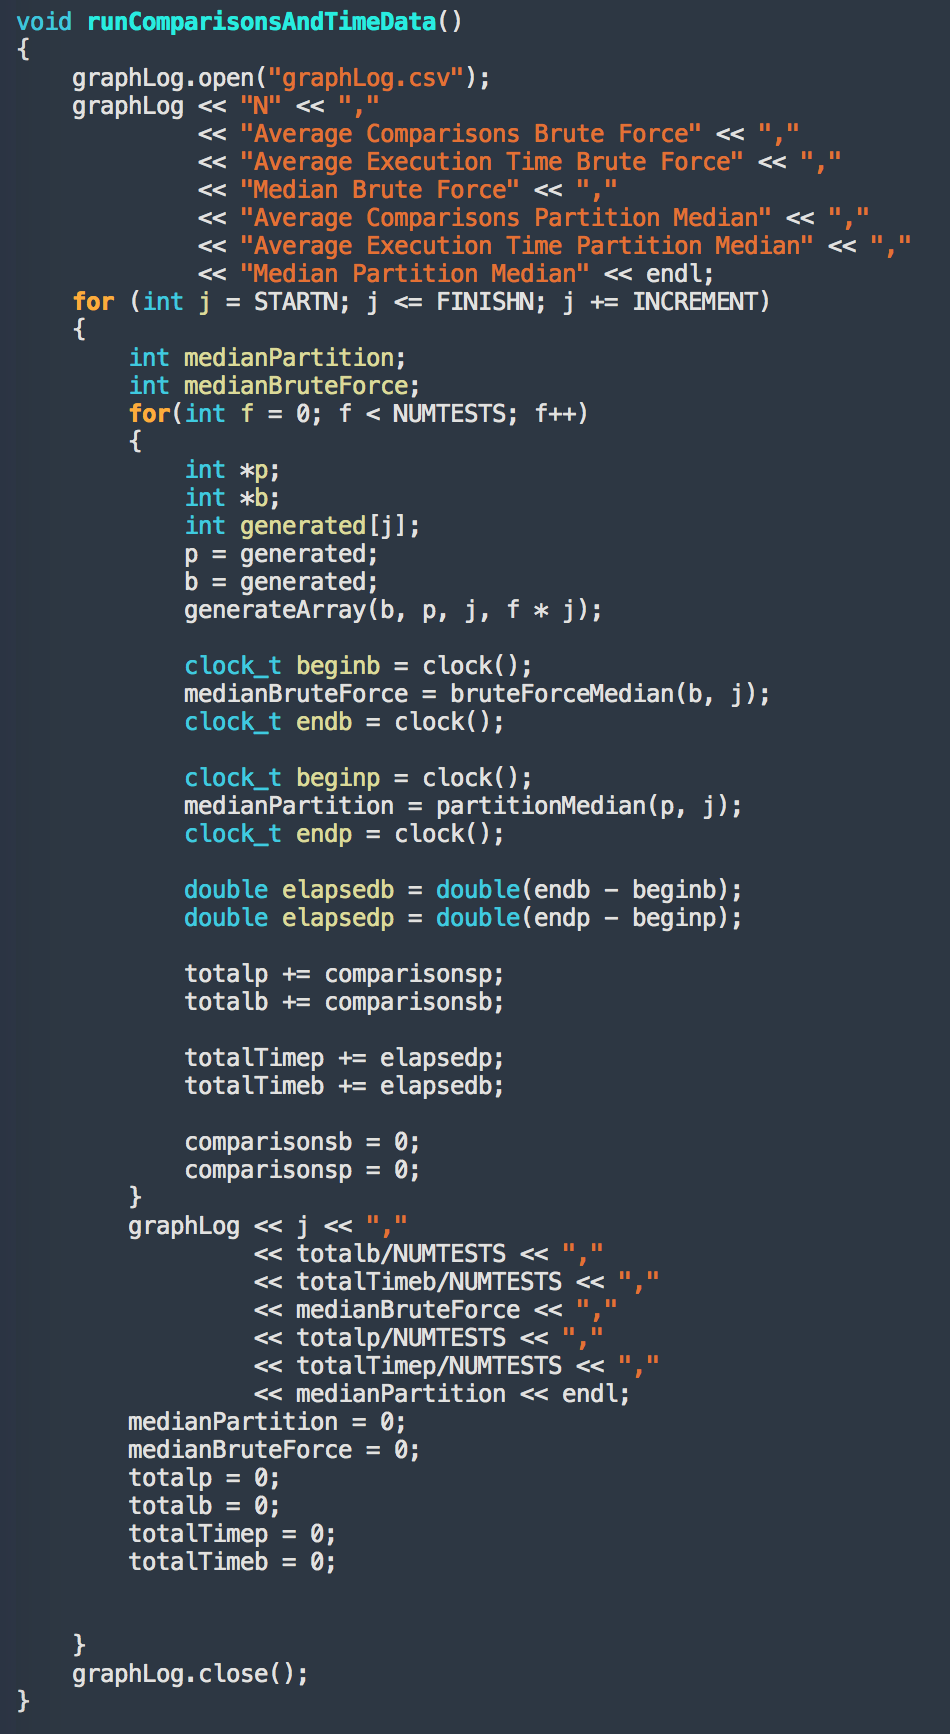 void runComparisonsAndTimeData()
{
    graphLog.open("graphLog.csv");
    graphLog << "N" << ","
             << "Average Comparisons Brute Force" << ","
             << "Average Execution Time Brute Force" << ","
             << "Median Brute Force" << ","
             << "Average Comparisons Partition Median" << ","
             << "Average Execution Time Partition Median" << ","
             << "Median Partition Median" << endl;
    for (int j = STARTN; j <= FINISHN; j += INCREMENT)
    {
        int medianPartition;
        int medianBruteForce;
        for(int f = 0; f < NUMTESTS; f++)
        {
            int *p;
            int *b;
            int generated[j];
            p = generated;
            b = generated;
            generateArray(b, p, j, f * j);

            clock_t beginb = clock();
            medianBruteForce = bruteForceMedian(b, j);
            clock_t endb = clock();

            clock_t beginp = clock();
            medianPartition = partitionMedian(p, j);
            clock_t endp = clock();

            double elapsedb = double(endb - beginb);
            double elapsedp = double(endp - beginp);

            totalp += comparisonsp;
            totalb += comparisonsb;

            totalTimep += elapsedp;
            totalTimeb += elapsedb;

            comparisonsb = 0;
            comparisonsp = 0;
        }
        graphLog << j << ","
                 << totalb/NUMTESTS << ","
                 << totalTimeb/NUMTESTS << ","
                 << medianBruteForce << ","
                 << totalp/NUMTESTS << ","
                 << totalTimep/NUMTESTS << ","
                 << medianPartition << endl;
        medianPartition = 0;
        medianBruteForce = 0;
        totalp = 0;
        totalb = 0;
        totalTimep = 0;
        totalTimeb = 0;


    }
    graphLog.close();
}